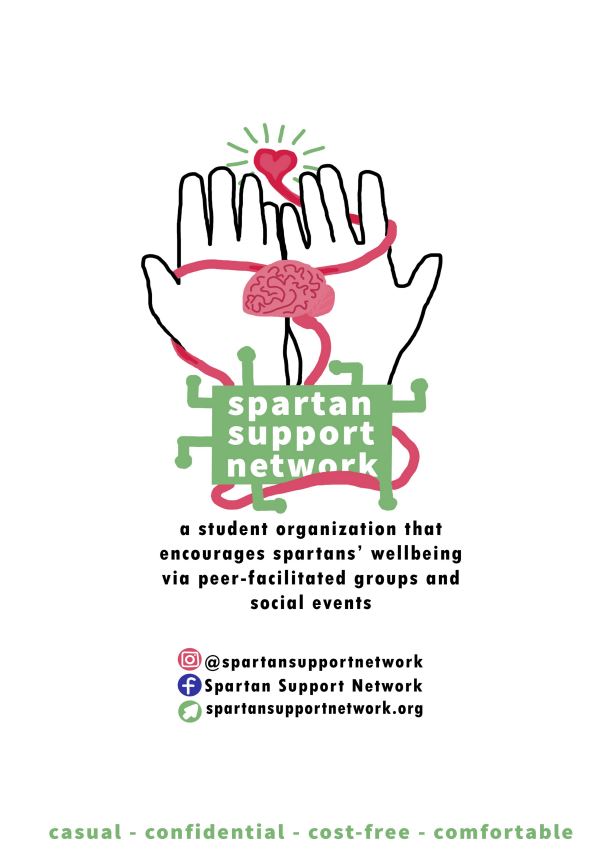 spartan
support
network
a student organization that
encourages spartans’ wellbeing
via peer-facilitated groups and
social events
@spartansupportnetwork
Spartan Support Network
spartansupportnetwork.org
casual - confidential - cost-free - comfortable